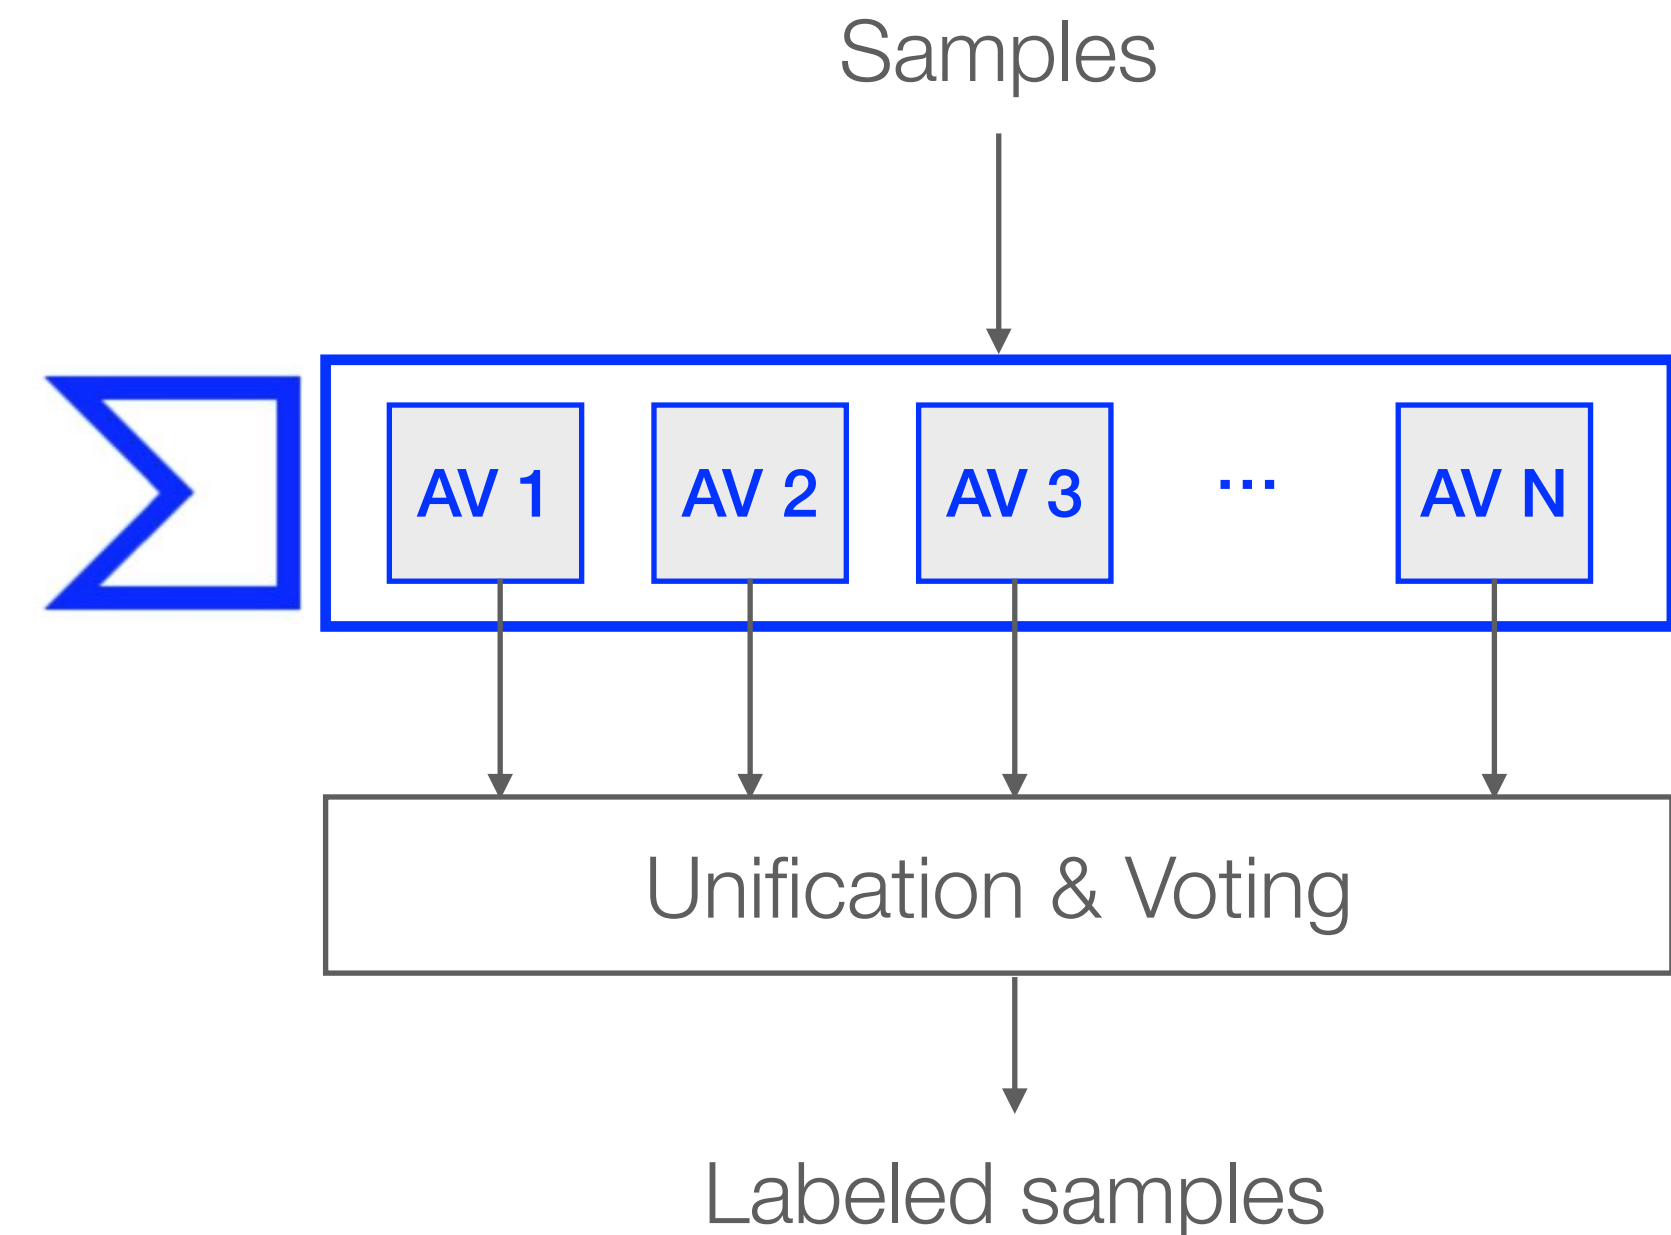 Samples
AV 1 AV 2 AV 3 ... AV N
Unification & Voting
Labeled samples